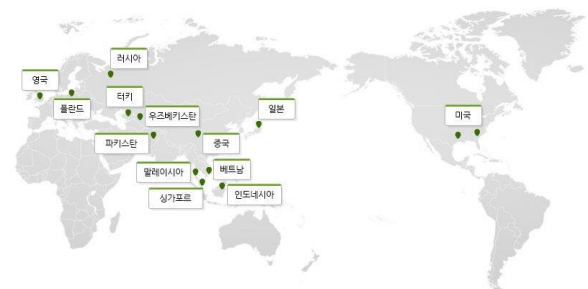 러시아
영국
터키
폴란드
우즈베키스탄
일본
미국
파키스탄
중국
말레이시아
베트남
싱가포르
인도네시아